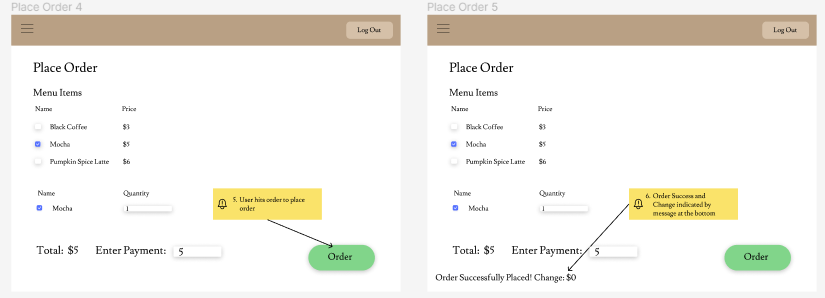 Place Order 4
Log Out
Place Order
Menu Items
Name Price
Black Coffee $3
Mocha $5
Pumpkin Spice Latte $6
Name Quantity
Mocha 1
5. User hits order to place
order
Total: $5 Enter Payment: 5
Order
Place Order 5
Log Out
Place Order
Menu Items
Name Price
Black Coffee $3
Mocha $5
Pumpkin Spice Latte $6
Name Quantity
Mocha 1
6. Order Success and
Change indicated by
message at the bottom
Total: $5 Enter Payment: 5
Order
Order Successfully Placed! Change: $0